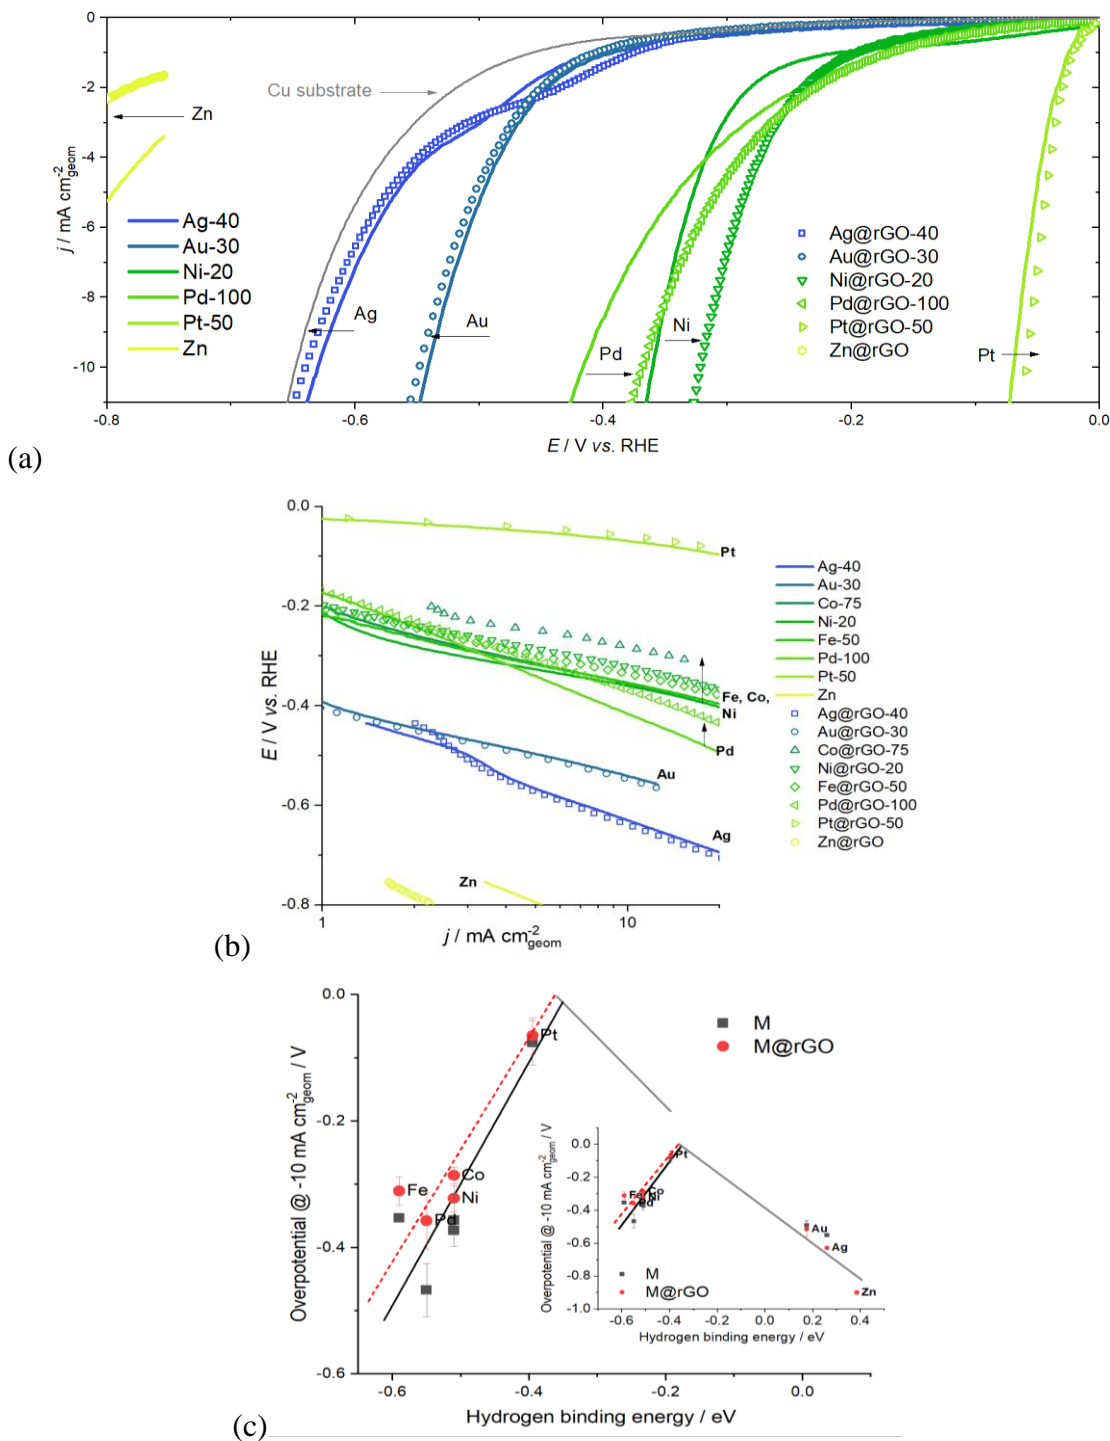 0
-2
-4
-6
-8
-10
j / mA cm⁻²geom
Cu substrate
Zn
Ag-40
Au-30
Ni-20
Pd-100
Pt-50
Zn
Ag
Au
Pd
Ni
Pt
Ag@rGO-40
Au@rGO-30
Ni@rGO-20
Pd@rGO-100
Pt@rGO-50
Zn@rGO
-0.8
-0.6
-0.4
-0.2
0.0
E / V vs. RHE
(a)
0.0
-0.2
-0.4
-0.6
-0.8
E / V vs. RHE
Pt
Fe, Co,
Ni
Pd
Au
Ag
Zn
Ag-40
Au-30
Co-75
Ni-20
Fe-50
Pd-100
Pt-50
Zn
Ag@rGO-40
Au@rGO-30
Co@rGO-75
Ni@rGO-20
Fe@rGO-50
Pd@rGO-100
Pt@rGO-50
Zn@rGO
1
10
j / mA cm⁻²geom
(b)
0.0
-0.2
-0.4
-0.6
Overpotential @ -10 mA cm⁻²geom / V
Pt
M
M@rGO
Fe
Co
Ni
Pd
0.0
-0.2
-0.4
-0.6
-0.8
-1.0
Overpotential @ -10 mA cm⁻²geom / V
Pt
Fe
Co
Ni
Pd
Au
Ag
Zn
M
M@rGO
-0.6
-0.4
-0.2
0.0
0.2
0.4
Hydrogen binding energy / eV
-0.6
-0.4
-0.2
0.0
Hydrogen binding energy / eV
(c)